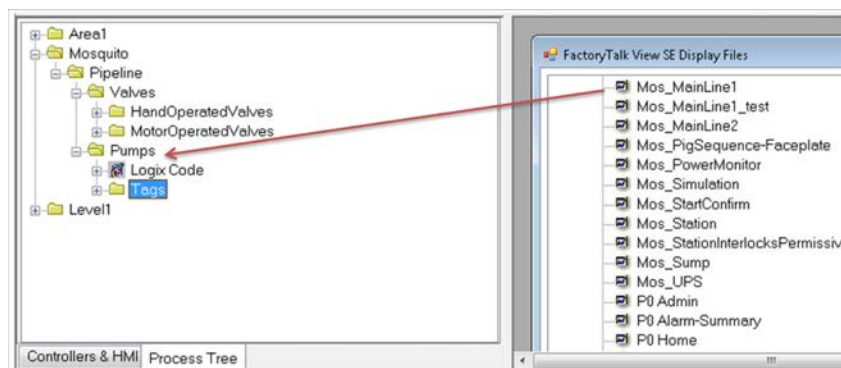 Area1
Mosquito
Pipeline
Valves
HandOperatedValves
MotorOperatedValves
Pumps
Logix Code
Tags
Level1
Controllers & HMI
Process Tree
FactoryTalk View SE Display Files
Mos_MainLine1
Mos_MainLine1_test
Mos_MainLine2
Mos_PigSequence-Faceplate
Mos_PowerMonitor
Mos_Simulation
Mos_StartConfirm
Mos_Station
Mos_StationInterlocksPermissiv
Mos_Sump
Mos_UPS
P0 Admin
P0 Alarm-Summary
P0 Home